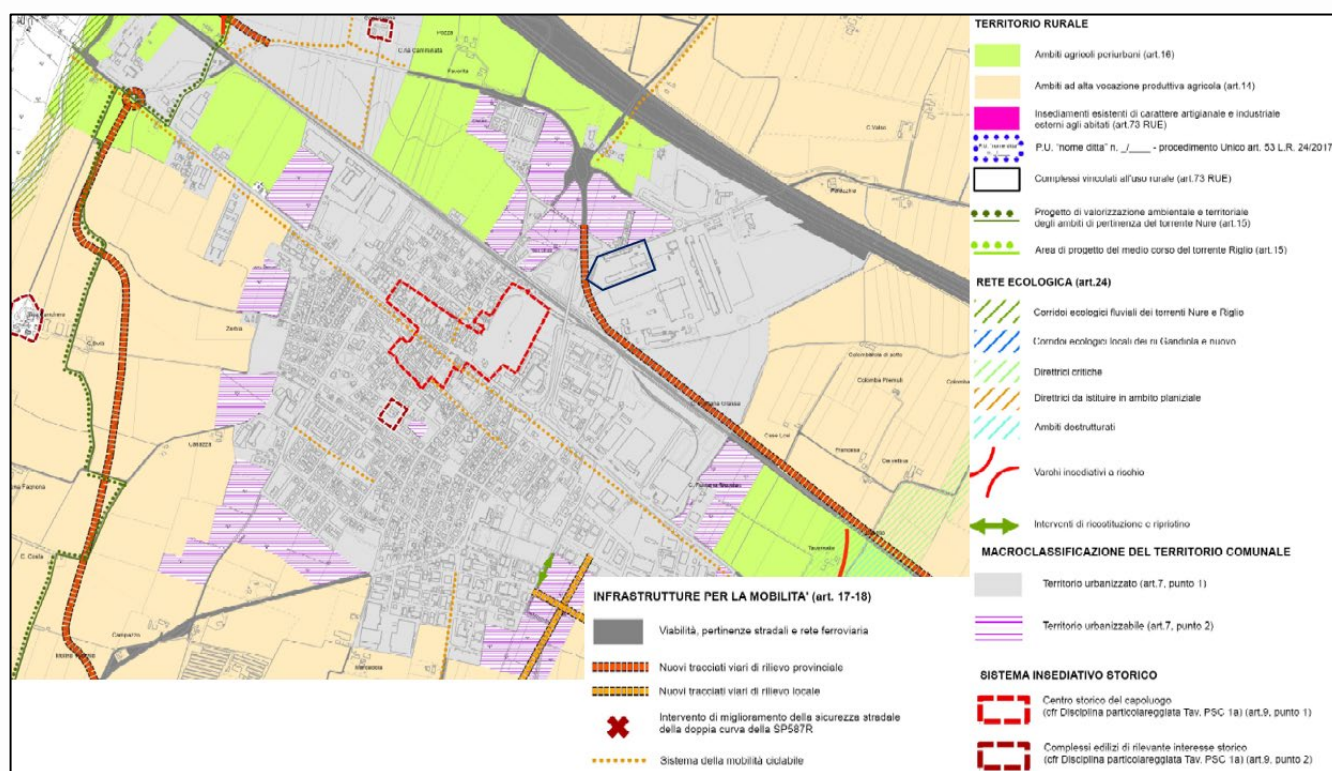 TERRITORIO RURALE
Ambiti agricoli periurbani (art.16)
Ambiti ad alta vocazione produttiva agricola (art.14)
Insediamenti esistenti di carattere artigianale e industriale
esterni agli abitati (art.73 RUE)
P.U. "nome ditta" n. _/____ - procedimento Unico art. 53 L.R. 24/2017
Complessi vincolati all'uso rurale (art.73 RUE)
Progetto di valorizzazione ambientale e territoriale
degli ambiti di pertinenza del torrente Nure (art.15)
Area di progetto del medio corso del torrente Riglio (art.15)
RETE ECOLOGICA (art.24)
Corridoi ecologici fluviali dei torrenti Nure e Riglio
Corridoi ecologici locali dei rii Gandiola e nuovo
Direttrici critiche
Direttrici da istituire in ambito planiziale
Ambiti destrutturati
Varchi insediativi a rischio
Interventi di ricostituzione e ripristino
MACROCLASSIFICAZIONE DEL TERRITORIO COMUNALE
Territorio urbanizzato (art.7, punto 1)
Territorio urbanizzabile (art.7, punto 2)
SISTEMA INSEDIATIVO STORICO
Centro storico del capoluogo
(cfr Disciplina particolareggiata Tav. PSC 1a) (art.9, punto 1)
Complessi edilizi di rilevante interesse storico
(cfr Disciplina particolareggiata Tav. PSC 1a) (art.9, punto 2)
INFRASTRUTTURE PER LA MOBILITA' (art. 17-18)
Viabilità, pertinenze stradali e rete ferroviaria
Nuovi tracciati viari di rilievo provinciale
Nuovi tracciati viari di rilievo locale
Intervento di miglioramento della sicurezza stradale
della doppia curva della SP587R
Sistema della mobilità ciclabile
C.na Camminata
Favorita
Zerbia
C. Costa
Colombarola di sotto
Case Losi
Francesca
Tavernelle